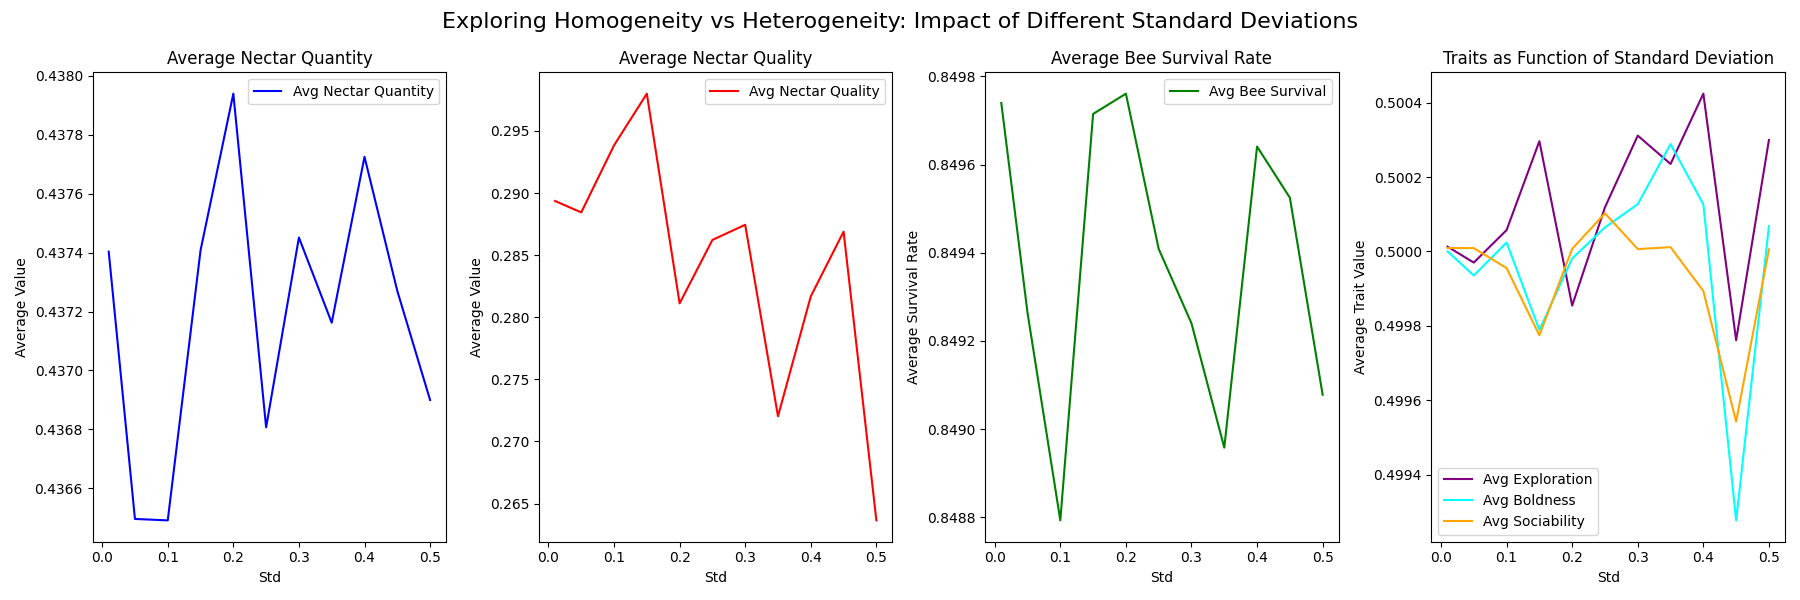 Exploring Homogeneity vs Heterogeneity: Impact of Different Standard Deviations
Average Nectar Quantity
Average Value
0.4380
0.4378
0.4376
0.4374
0.4372
0.4370
0.4368
0.4366
Avg Nectar Quantity
0.0 0.1 0.2 0.3 0.4 0.5
Std
Average Nectar Quality
Average Value
0.295
0.290
0.285
0.280
0.275
0.270
0.265
Avg Nectar Quality
0.0 0.1 0.2 0.3 0.4 0.5
Std
Average Bee Survival Rate
Average Survival Rate
0.8498
0.8496
0.8494
0.8492
0.8490
0.8488
Avg Bee Survival
0.0 0.1 0.2 0.3 0.4 0.5
Std
Traits as Function of Standard Deviation
Average Trait Value
0.5004
0.5002
0.5000
0.4998
0.4996
0.4994
Avg Exploration
Avg Boldness
Avg Sociability
0.0 0.1 0.2 0.3 0.4 0.5
Std